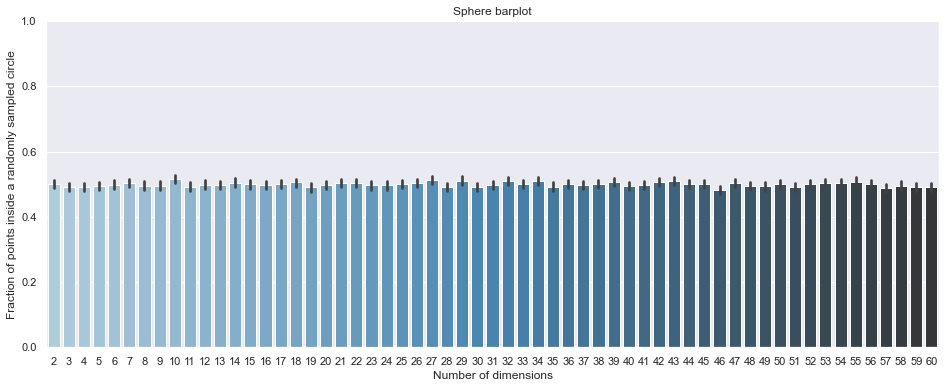 Sphere barplot
Fraction of points inside a randomly sampled circle
1.0
0.8
0.6
0.4
0.2
0.0
2 3 4 5 6 7 8 9 10 11 12 13 14 15 16 17 18 19 20 21 22 23 24 25 26 27 28 29 30 31 32 33 34 35 36 37 38 39 40 41 42 43 44 45 46 47 48 49 50 51 52 53 54 55 56 57 58 59 60
Number of dimensions